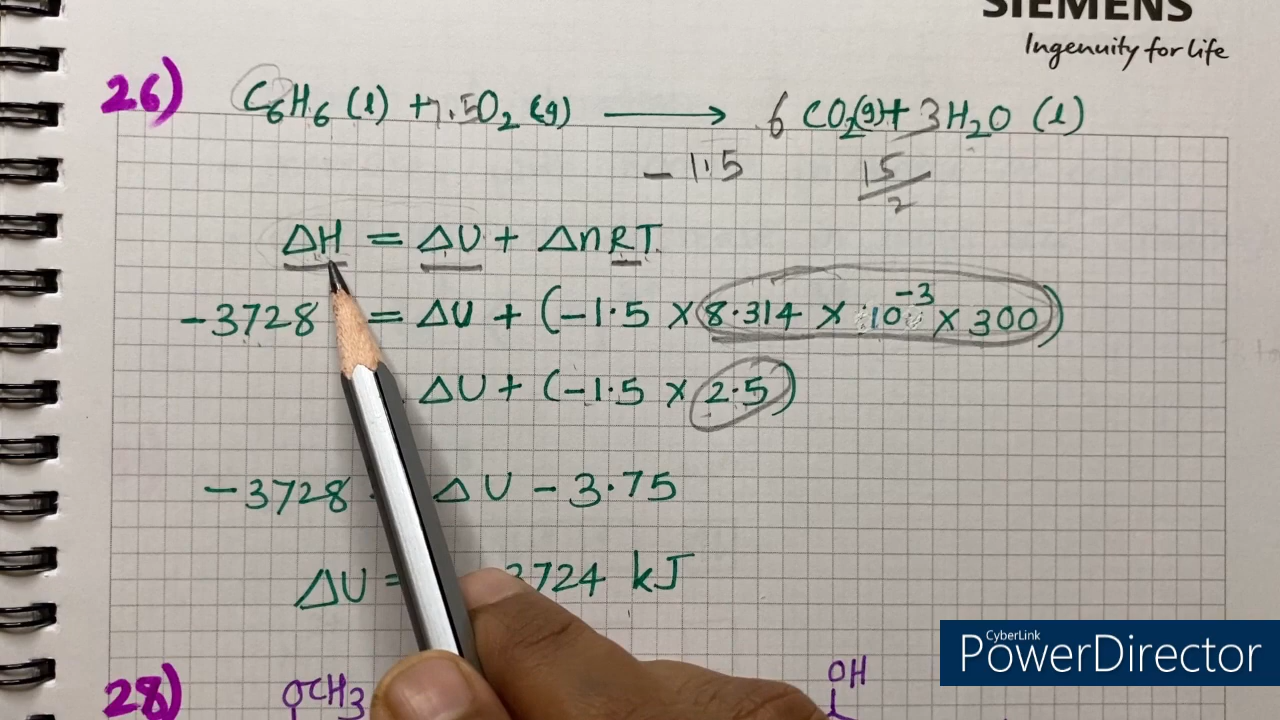 SIEMENS
Ingenuity for life
26) C6H6 (l) + 7.5O2 (g) ⟶ 6 CO2(g) + 3H2O (l)
-1.5 15/2
ΔH = ΔU + ΔnRT
-3728 = ΔU + (-1.5 × 8.314 × 10^-3 × 300)
ΔU + (-1.5 × 2.5)
-3728 ΔU - 3.75
ΔU = 3724 kJ
28) OCH3 OH
CyberLink
PowerDirector